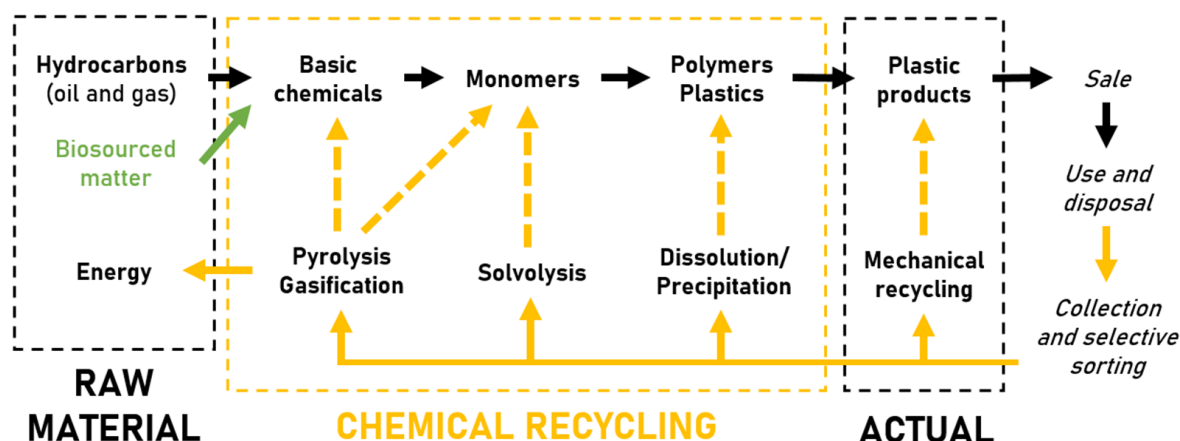 Hydrocarbons
(oil and gas)
Biosourced
matter
Energy
RAW
MATERIAL
Basic
chemicals
Monomers
Polymers
Plastics
Pyrolysis
Gasification
Solvolysis
Dissolution/
Precipitation
CHEMICAL RECYCLING
Plastic
products
Mechanical
recycling
ACTUAL
Sale
Use and
disposal
Collection
and selective
sorting